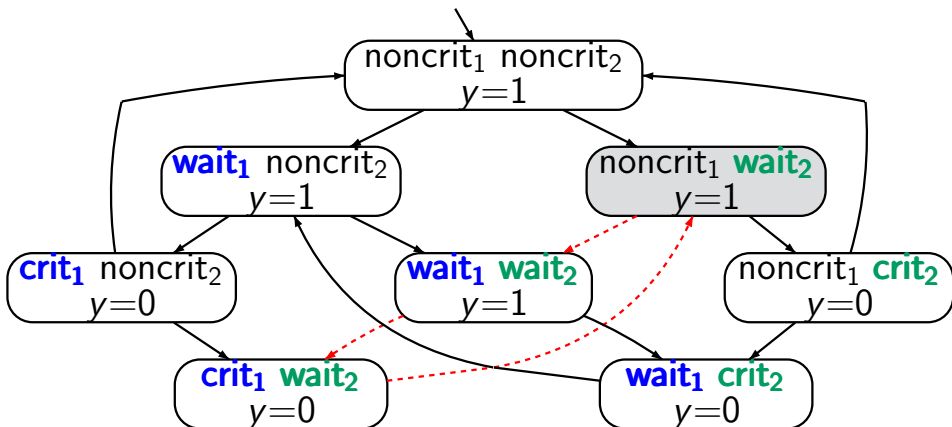 noncrit₁ noncrit₂
y=1
wait₁ noncrit₂
y=1
noncrit₁ wait₂
y=1
crit₁ noncrit₂
y=0
wait₁ wait₂
y=1
noncrit₁ crit₂
y=0
crit₁ wait₂
y=0
wait₁ crit₂
y=0